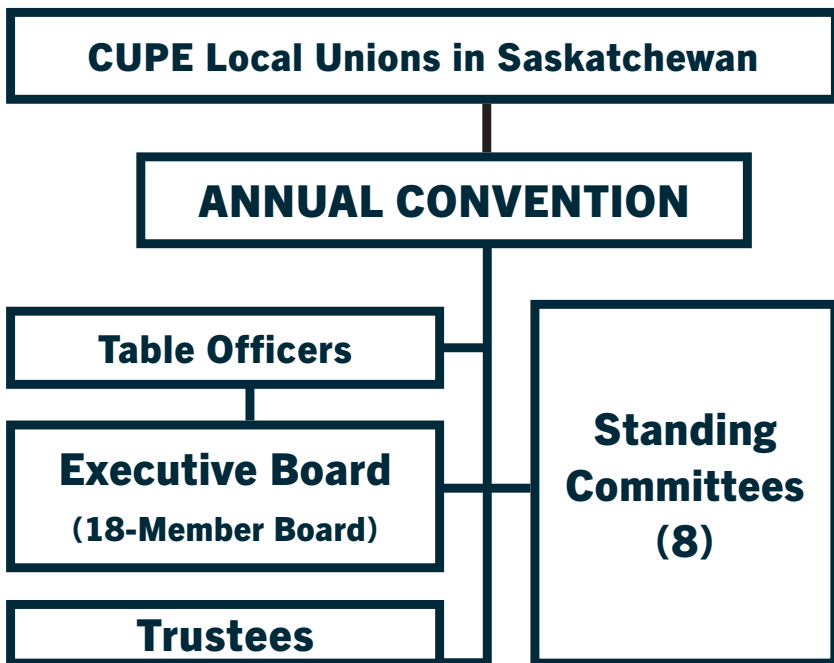 CUPE Local Unions in Saskatchewan
ANNUAL CONVENTION
Table Officers
Executive Board
(18-Member Board)
Standing
Committees
(8)
Trustees